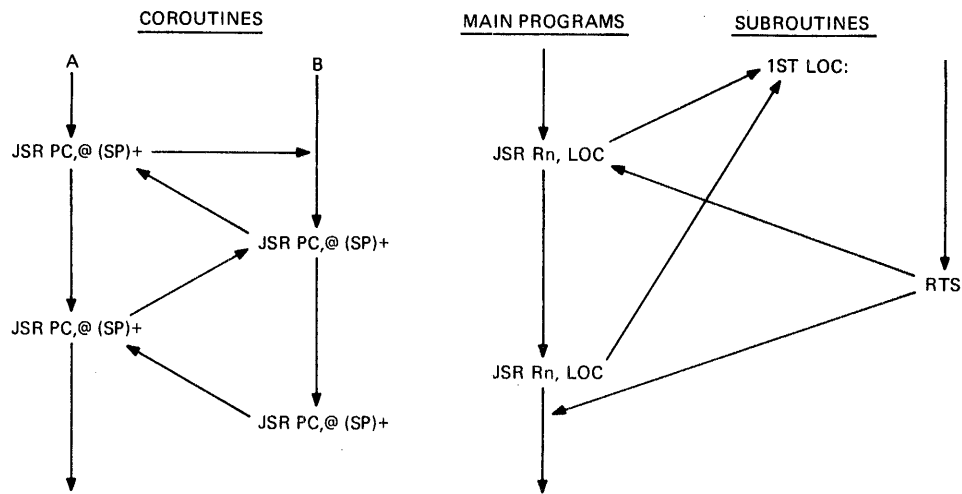 COROUTINES
A
B
JSR PC,@ (SP)+
JSR PC,@ (SP)+
JSR PC,@ (SP)+
JSR PC,@ (SP)+
MAIN PROGRAMS
SUBROUTINES
1ST LOC:
JSR Rn, LOC
RTS
JSR Rn, LOC